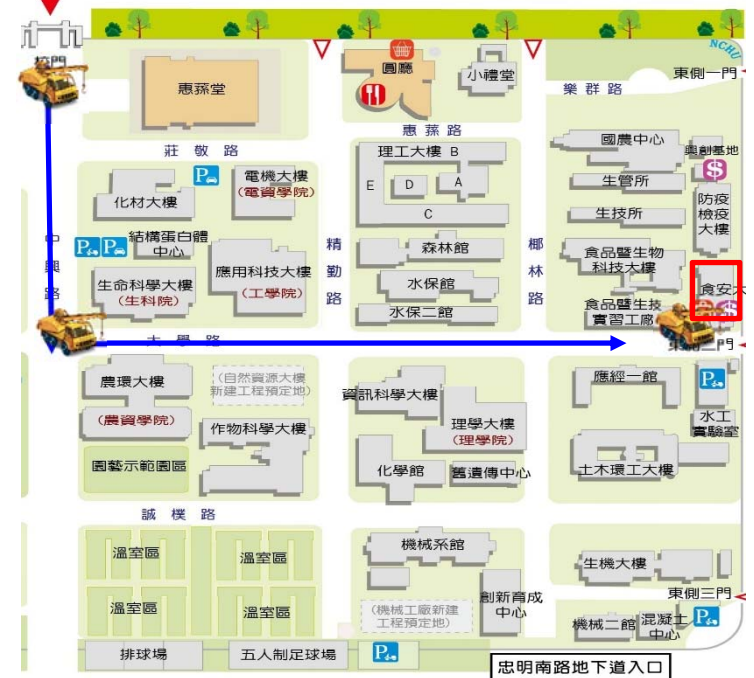 校門
NCHU
東側一門
惠蓀堂
圓廳
小禮堂
樂群路
惠蓀路
莊敬路
理工大樓 B
E
D
A
C
國農中心
興創基地
$
生管所
生技所
防疫
檢疫
大樓
電機大樓
(電資學院)
化材大樓
P
結構蛋白體
中心
P
P
中興路
生命科學大樓
(生科院)
應用科技大樓
(工學院)
精勤路
森林館
水保館
水保二館
椰林路
食品暨生物
科技大樓
食品暨生技
實習工廠
食安大
大學路
農環大樓
(農資學院)
(自然資源大樓
新建工程預定地)
作物科學大樓
園藝示範園區
資訊科學大樓
理學大樓
(理學院)
化學館
舊遺傳中心
應經一館
P
水工
實驗室
土木環工大樓
誠樸路
溫室區
溫室區
溫室區
溫室區
機械系館
(機械工廠新建
工程預定地)
創新育成
中心
生機大樓
東側三門
機械二館
混凝土
中心
P
排球場
五人制足球場
P
忠明南路地下道入口